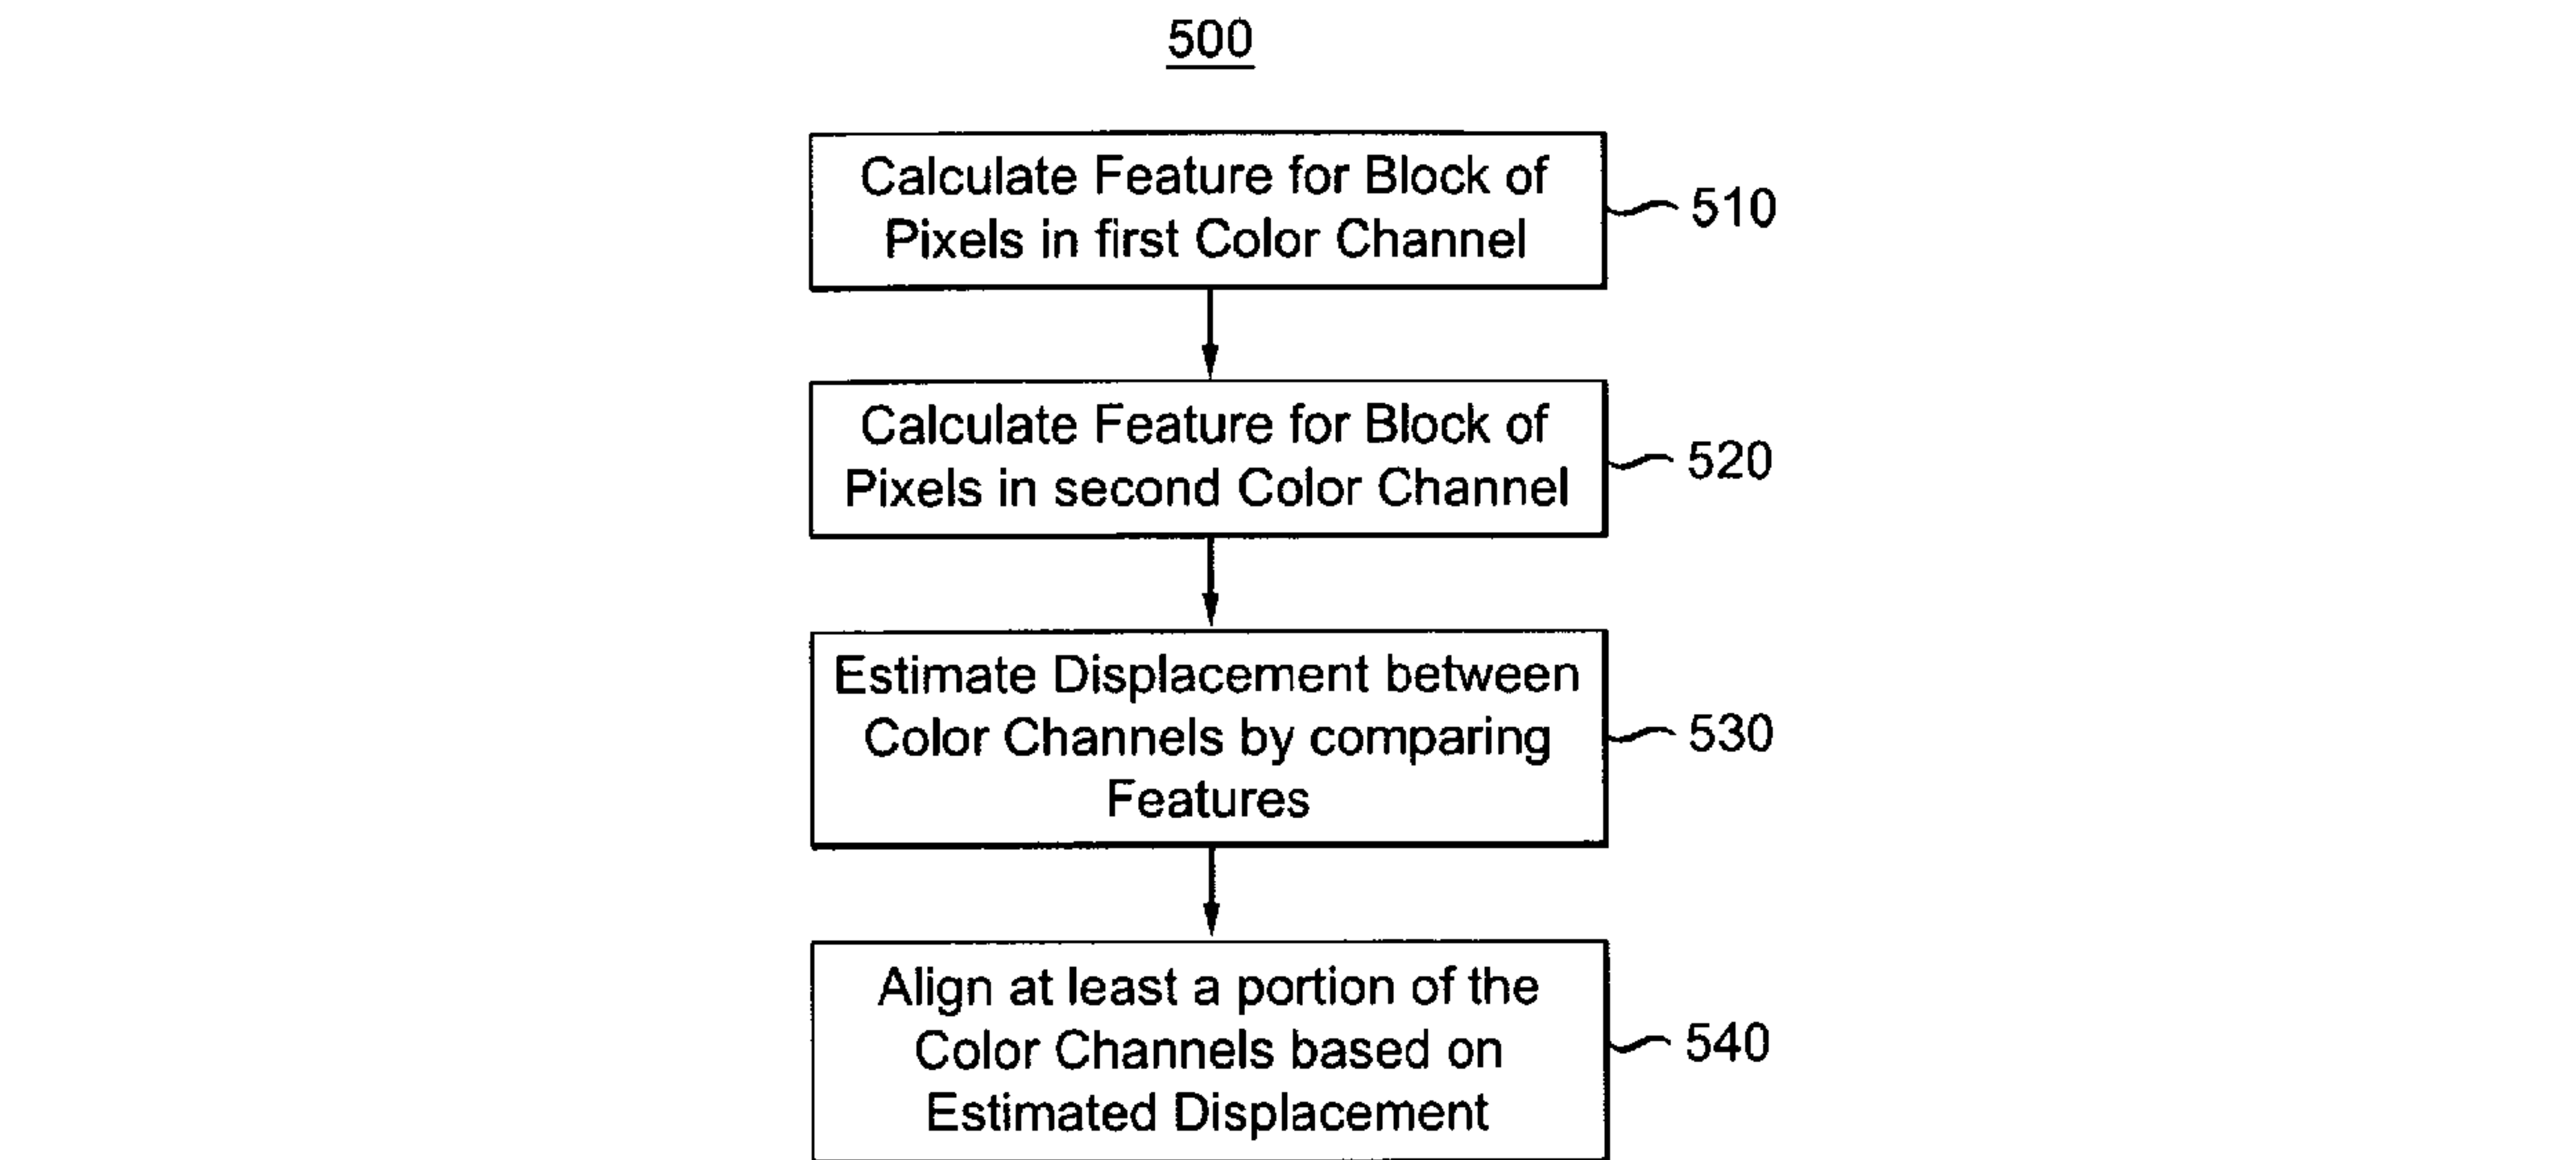 500
Calculate Feature for Block of
Pixels in first Color Channel
510
Calculate Feature for Block of
Pixels in second Color Channel
520
Estimate Displacement between
Color Channels by comparing
Features
530
Align at least a portion of the
Color Channels based on
Estimated Displacement
540